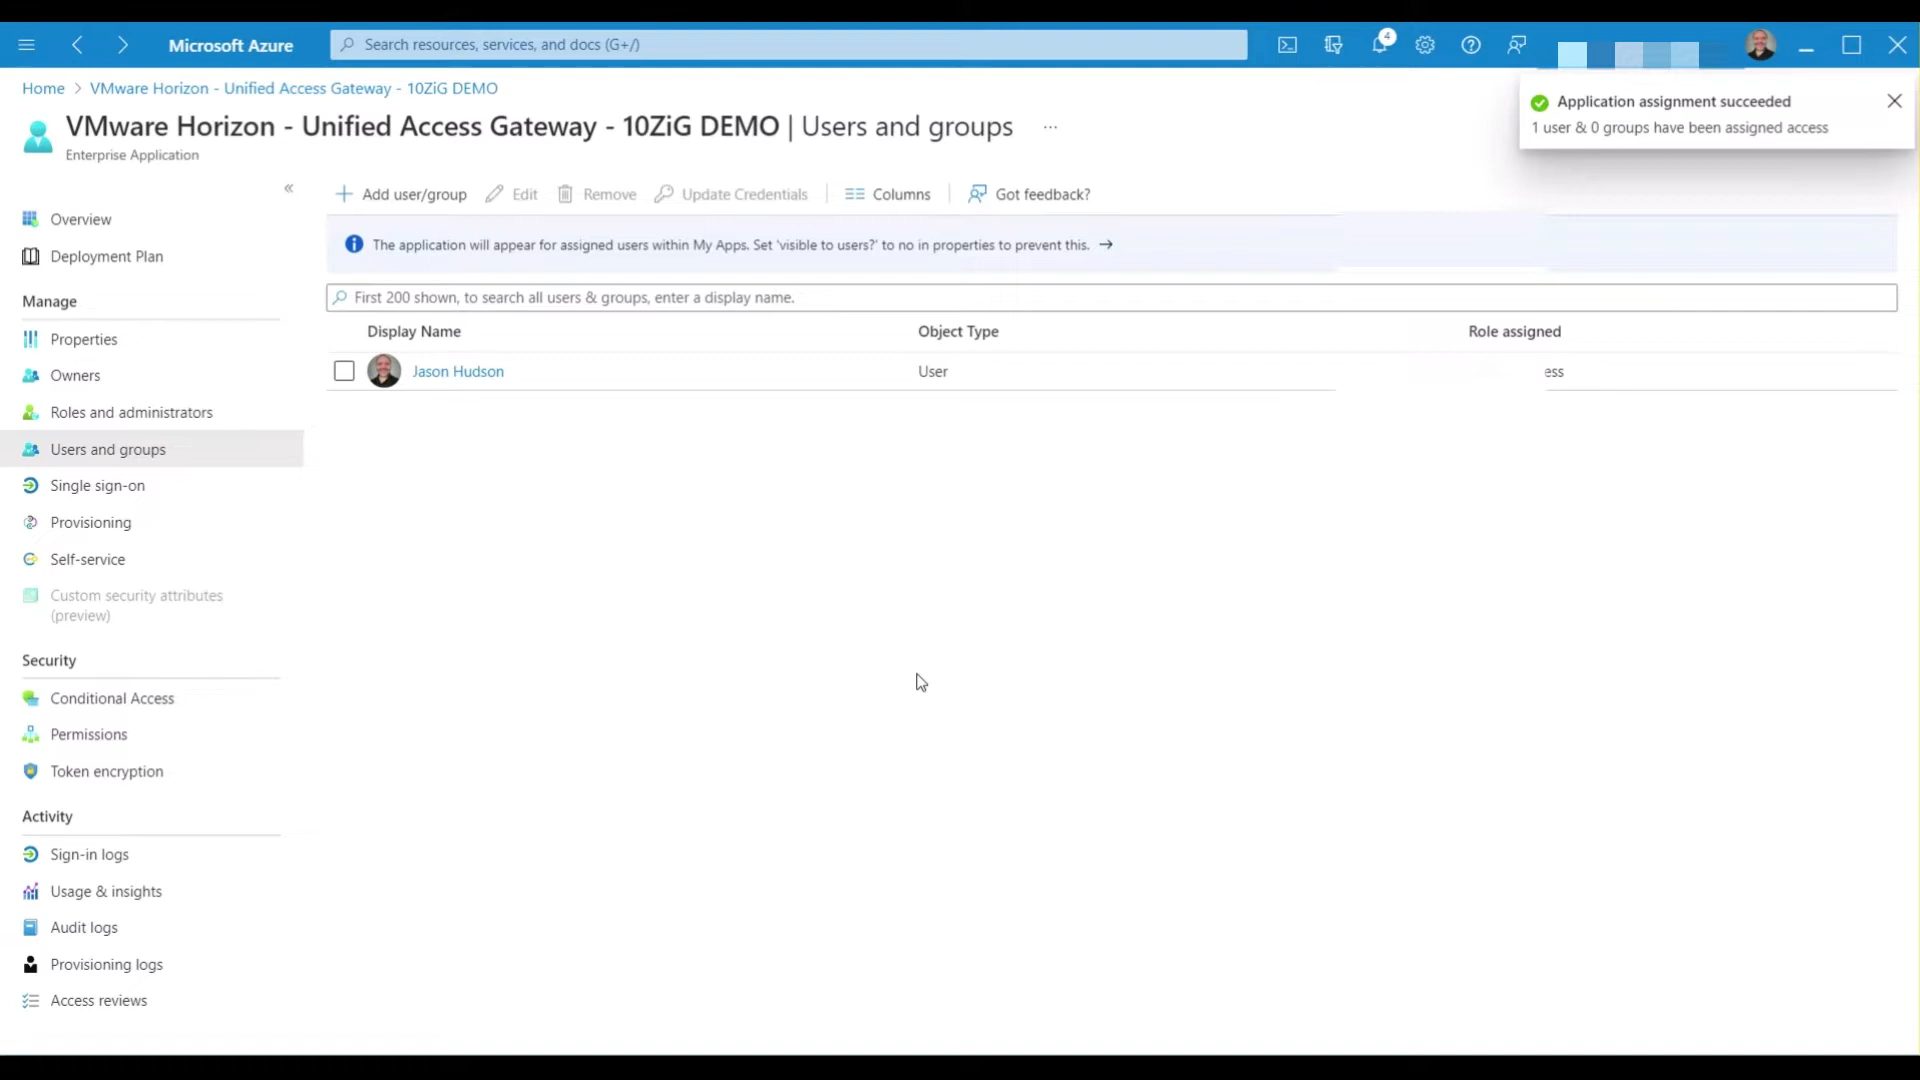 Microsoft Azure
Search resources, services, and docs (G+/)
4
Home > VMware Horizon - Unified Access Gateway - 10ZiG DEMO
VMware Horizon - Unified Access Gateway - 10ZiG DEMO | Users and groups ...
Enterprise Application
Application assignment succeeded
1 user & 0 groups have been assigned access
«
Add user/group
Edit
Remove
Update Credentials
Columns
Got feedback?
The application will appear for assigned users within My Apps. Set 'visible to users?' to no in properties to prevent this. →
First 200 shown, to search all users & groups, enter a display name.
Display Name
Object Type
Role assigned
Jason Hudson
User
ess
Overview
Deployment Plan
Manage
Properties
Owners
Roles and administrators
Users and groups
Single sign-on
Provisioning
Self-service
Custom security attributes
(preview)
Security
Conditional Access
Permissions
Token encryption
Activity
Sign-in logs
Usage & insights
Audit logs
Provisioning logs
Access reviews